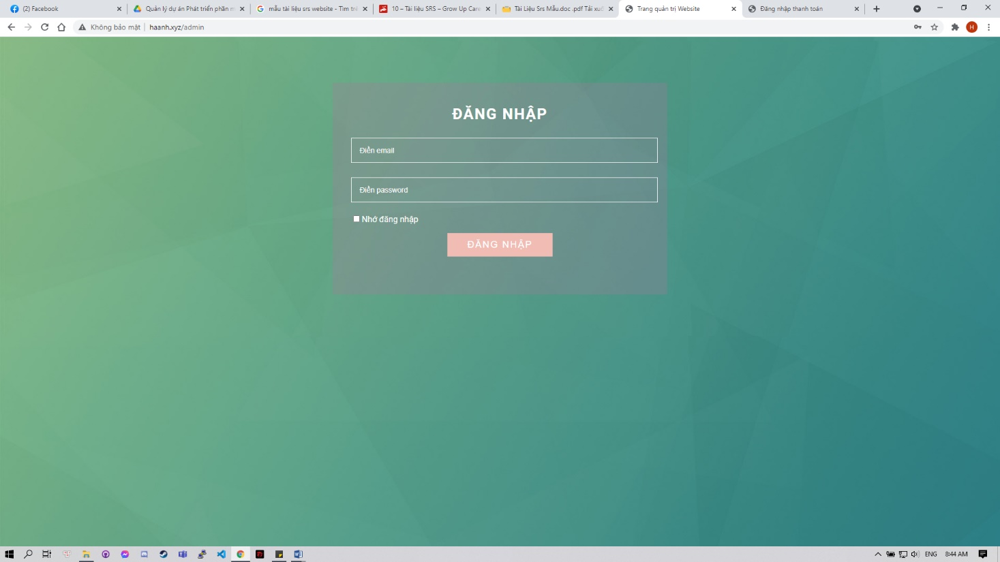 (2) Facebook
Quản lý dự án Phát triển phần m
mẫu tài liệu srs website - Tìm trê
10 – Tài liệu SRS – Grow Up Care
Tài Liệu Srs Mẫu.doc .pdf Tải xuố
Trang quản trị Website
Đăng nhập thanh toán
Không bảo mật
haanh.xyz/admin
H
ĐĂNG NHẬP
Điền email
Điền password
Nhớ đăng nhập
ĐĂNG NHẬP
ENG
8:44 AM